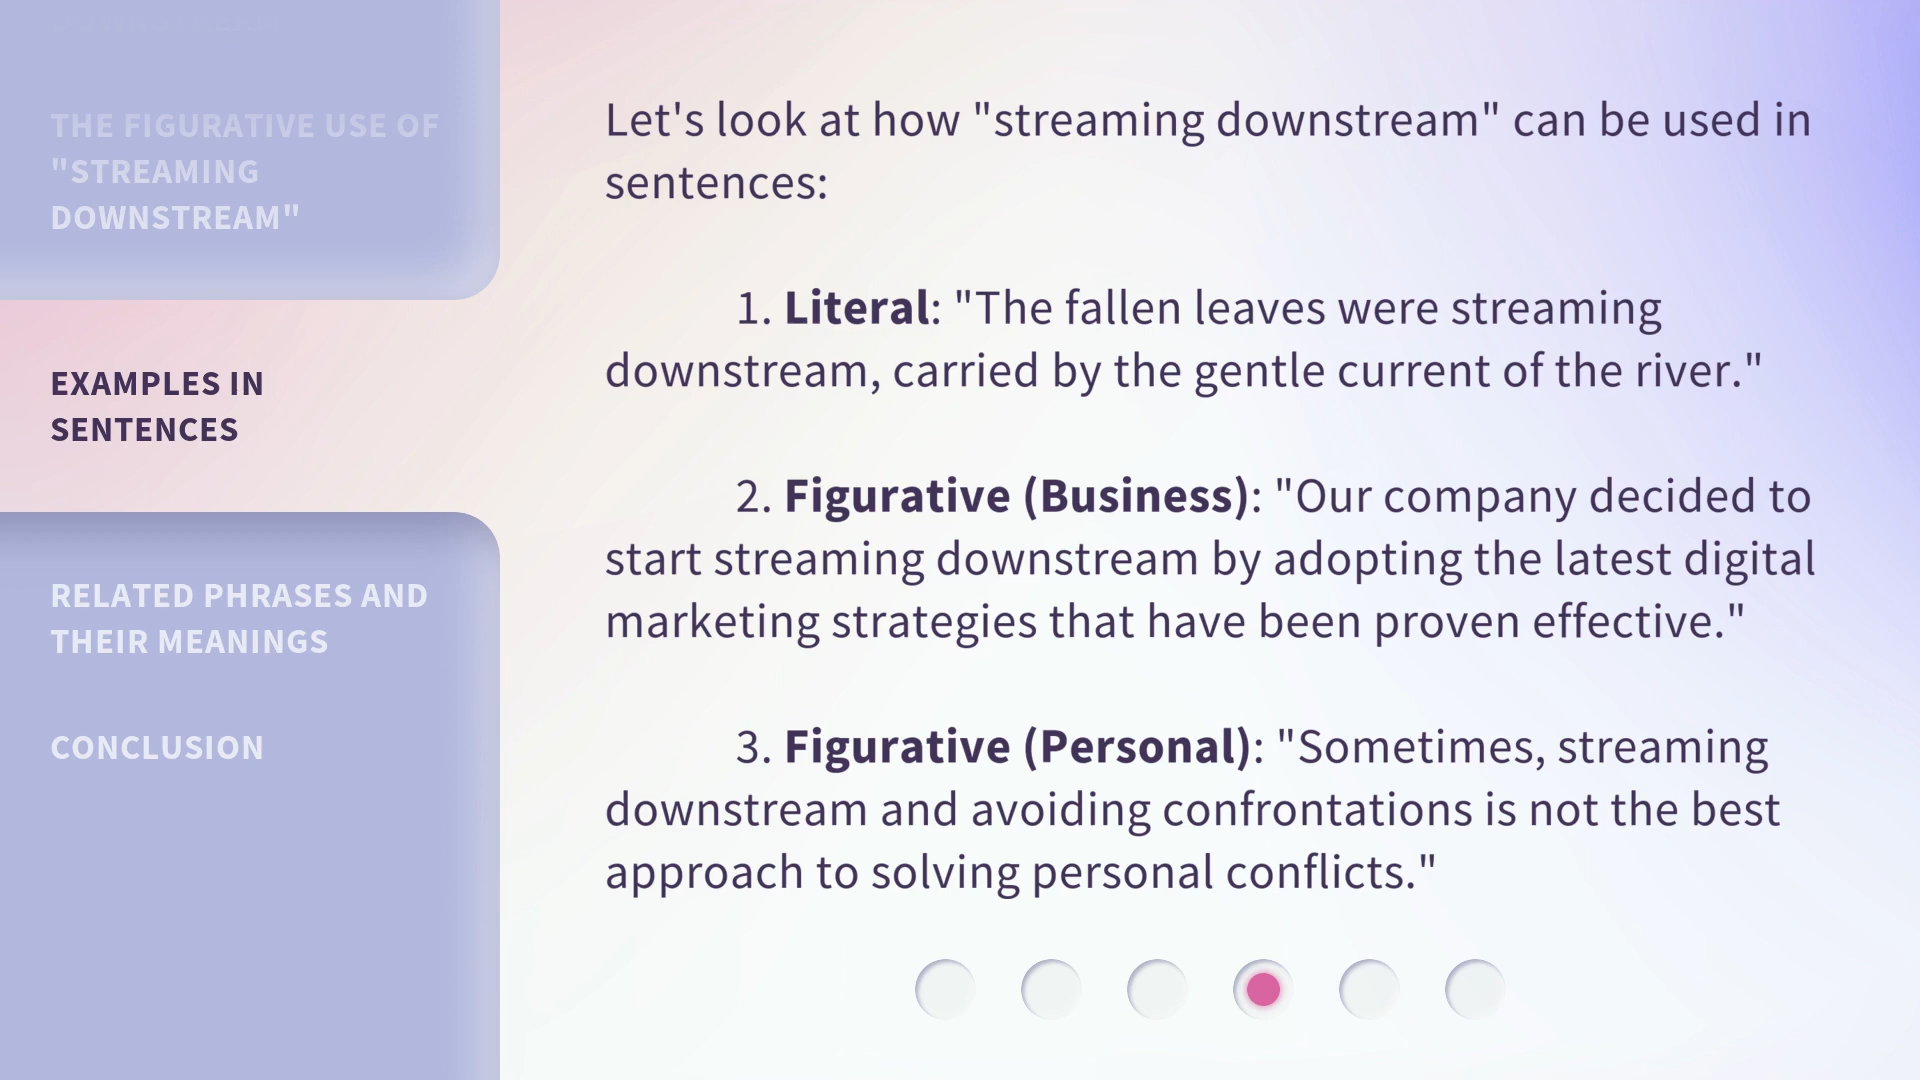 THE FIGURATIVE USE OF
"STREAMING
DOWNSTREAM"
EXAMPLES IN
SENTENCES
RELATED PHRASES AND
THEIR MEANINGS
CONCLUSION
Let's look at how "streaming downstream" can be used in
sentences:
1. Literal: "The fallen leaves were streaming
downstream, carried by the gentle current of the river."
2. Figurative (Business): "Our company decided to
start streaming downstream by adopting the latest digital
marketing strategies that have been proven effective."
3. Figurative (Personal): "Sometimes, streaming
downstream and avoiding confrontations is not the best
approach to solving personal conflicts."